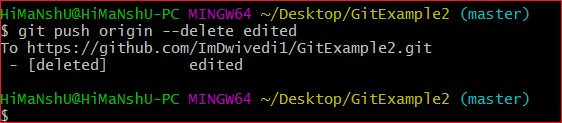 HiMaNshU@HiMaNshU-PC MINGW64 ~/Desktop/GitExample2 (master)
$ git push origin --delete edited
To https://github.com/ImDwivedi1/GitExample2.git
 - [deleted]         edited

HiMaNshU@HiMaNshU-PC MINGW64 ~/Desktop/GitExample2 (master)
$